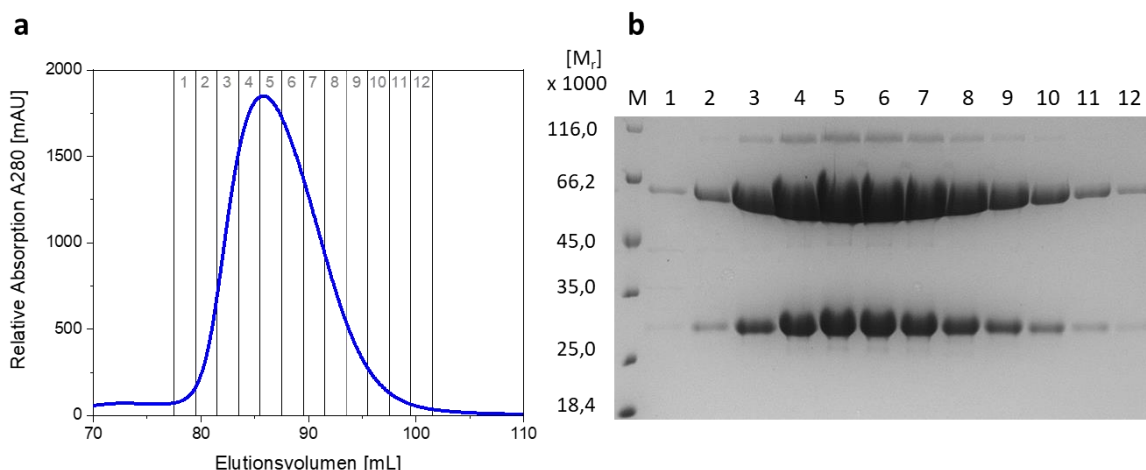 a
Relative Absorption A280 [mAU]
2000
1500
1000
500
0
1 2 3 4 5 6 7 8 9 10 11 12
70 80 90 100 110
Elutionsvolumen [mL]
b
[Mr]
x 1000
M 1 2 3 4 5 6 7 8 9 10 11 12
116,0
66,2
45,0
35,0
25,0
18,4